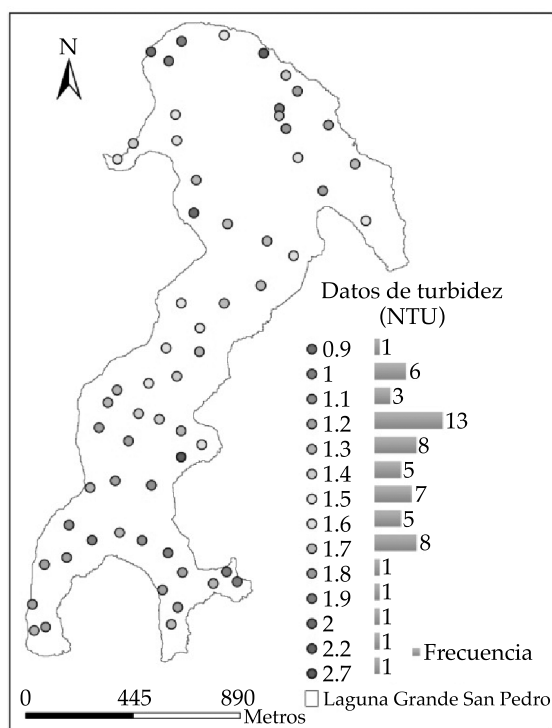 N
Datos de turbidez
(NTU)
0.9 1
1 6
1.1 3
1.2 13
1.3 8
1.4 5
1.5 7
1.6 5
1.7 8
1.8 1
1.9 1
2 1
2.2 1
2.7 1
Frecuencia
0 445 890
Metros
Laguna Grande San Pedro